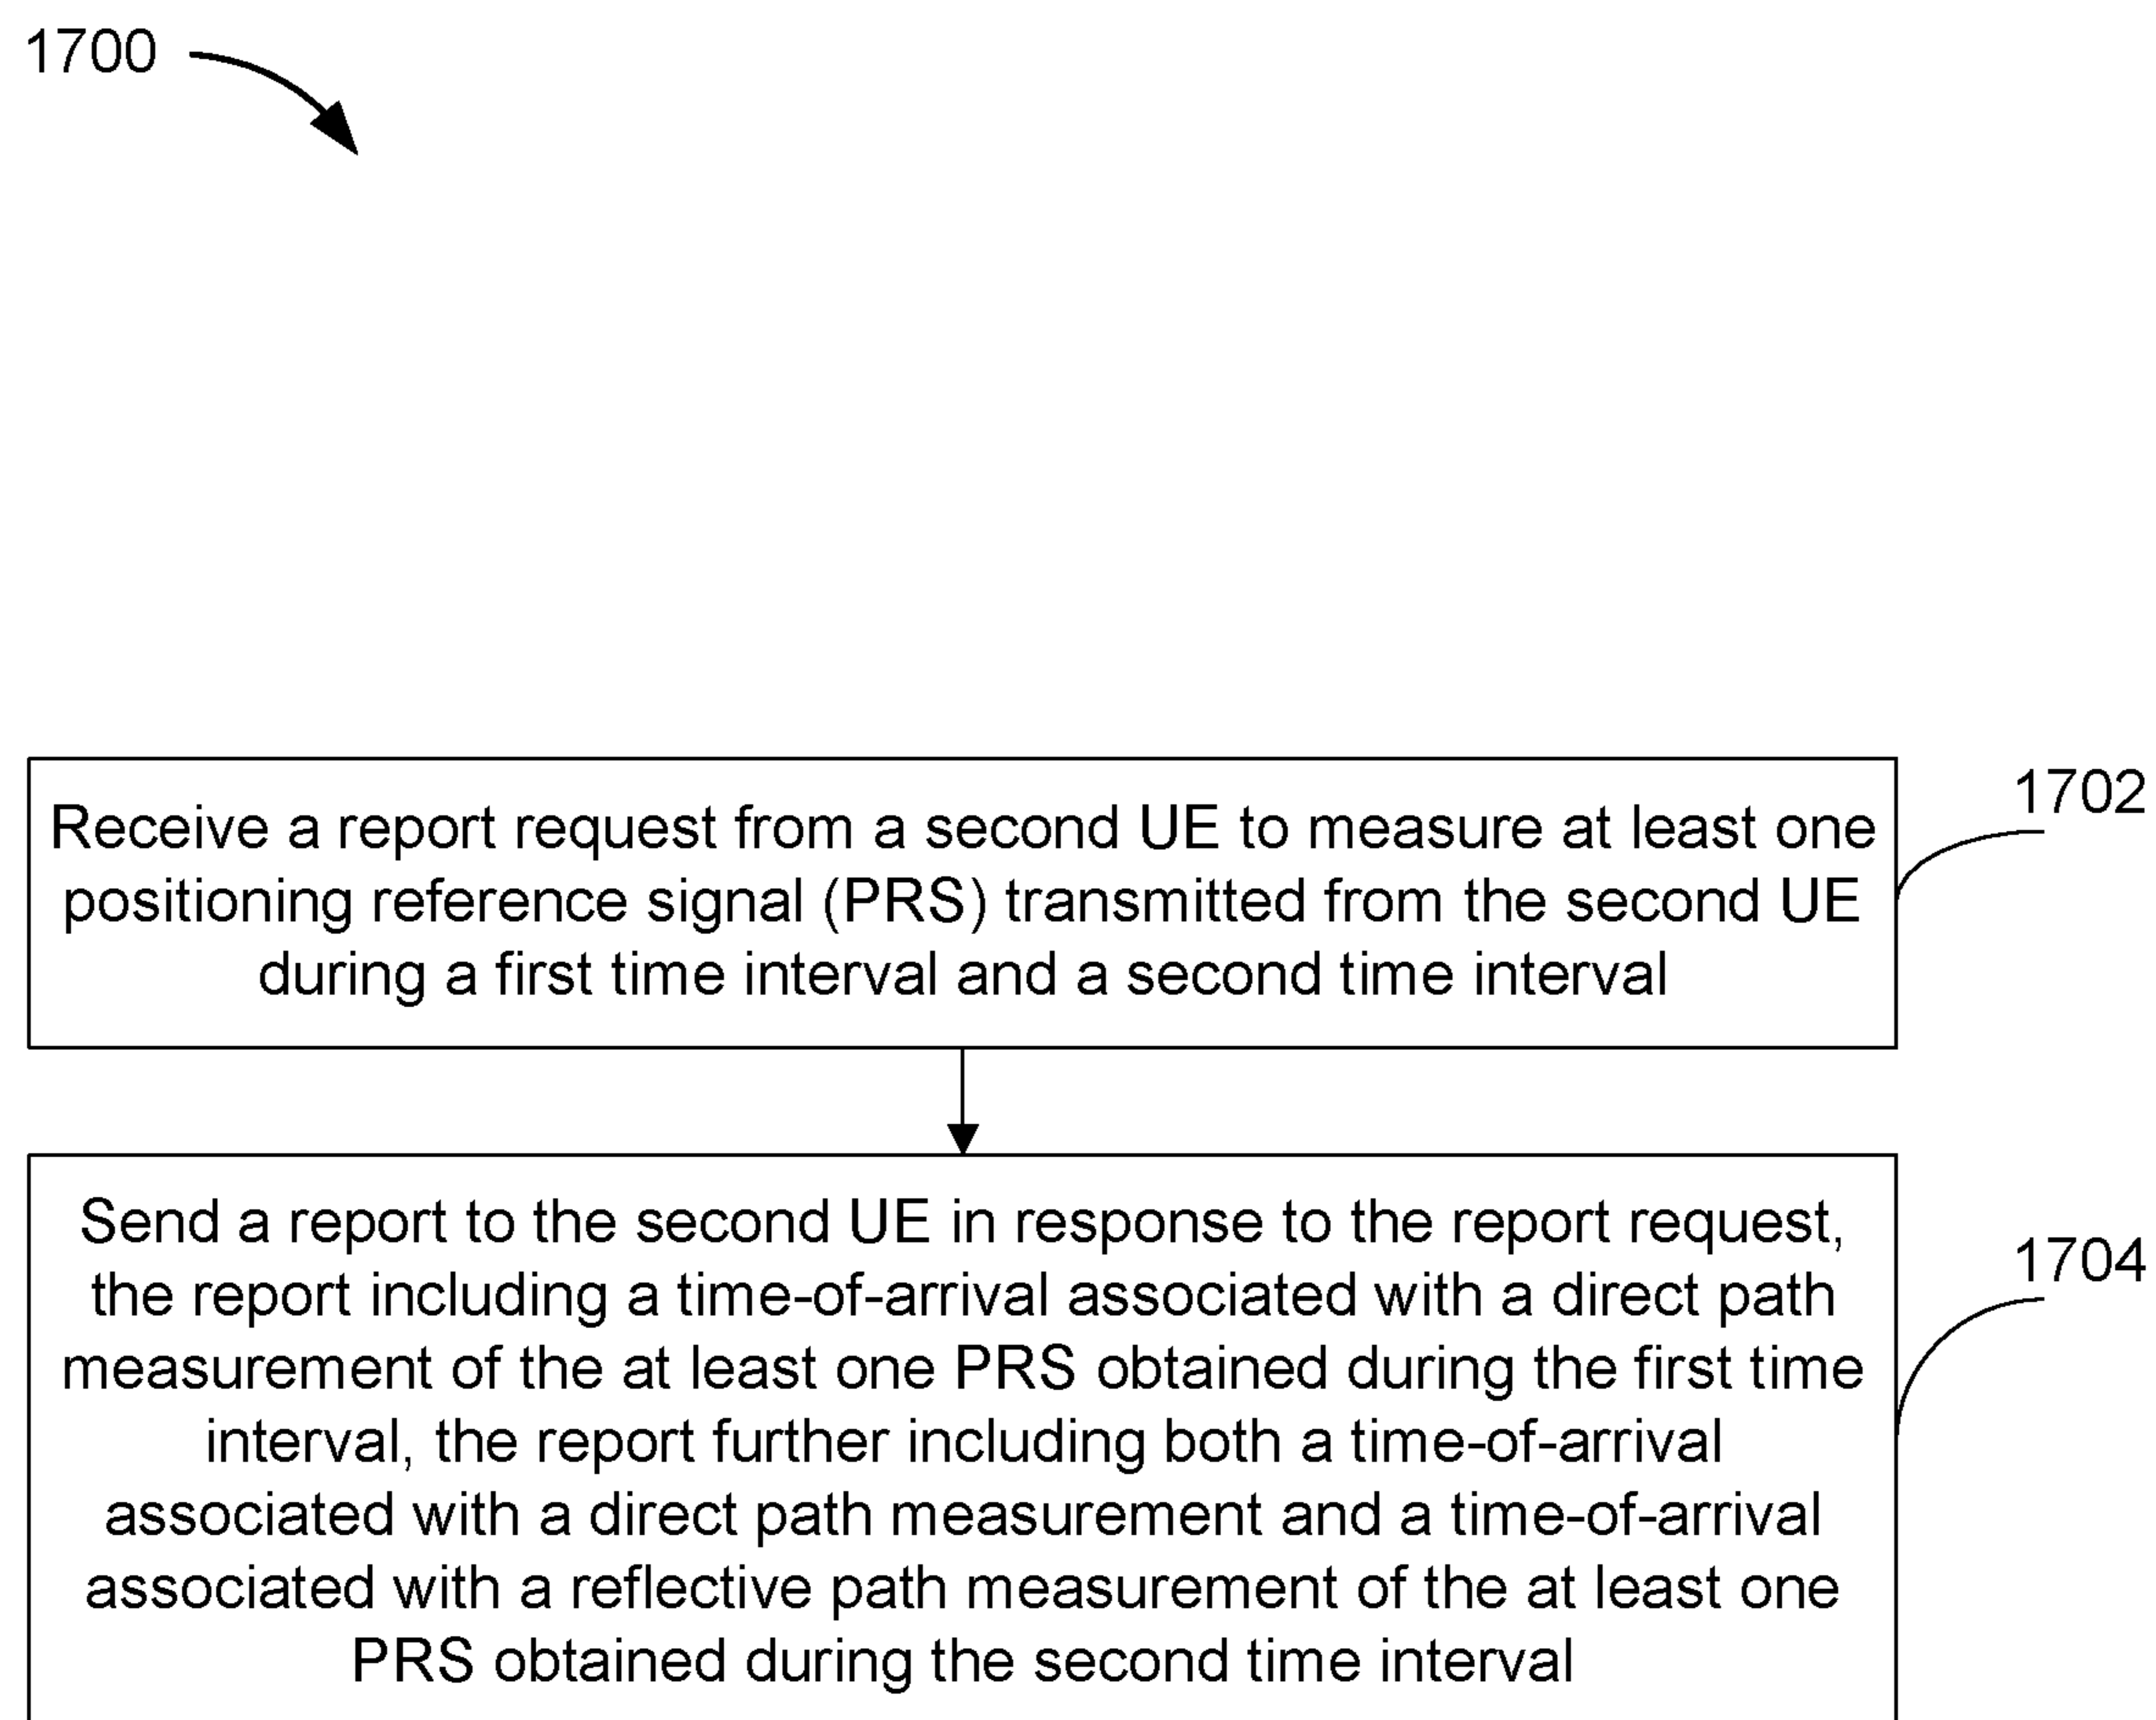 1700
Receive a report request from a second UE to measure at least one
positioning reference signal (PRS) transmitted from the second UE
during a first time interval and a second time interval
1702
Send a report to the second UE in response to the report request,
the report including a time-of-arrival associated with a direct path
measurement of the at least one PRS obtained during the first time
interval, the report further including both a time-of-arrival
associated with a direct path measurement and a time-of-arrival
associated with a reflective path measurement of the at least one
PRS obtained during the second time interval
1704